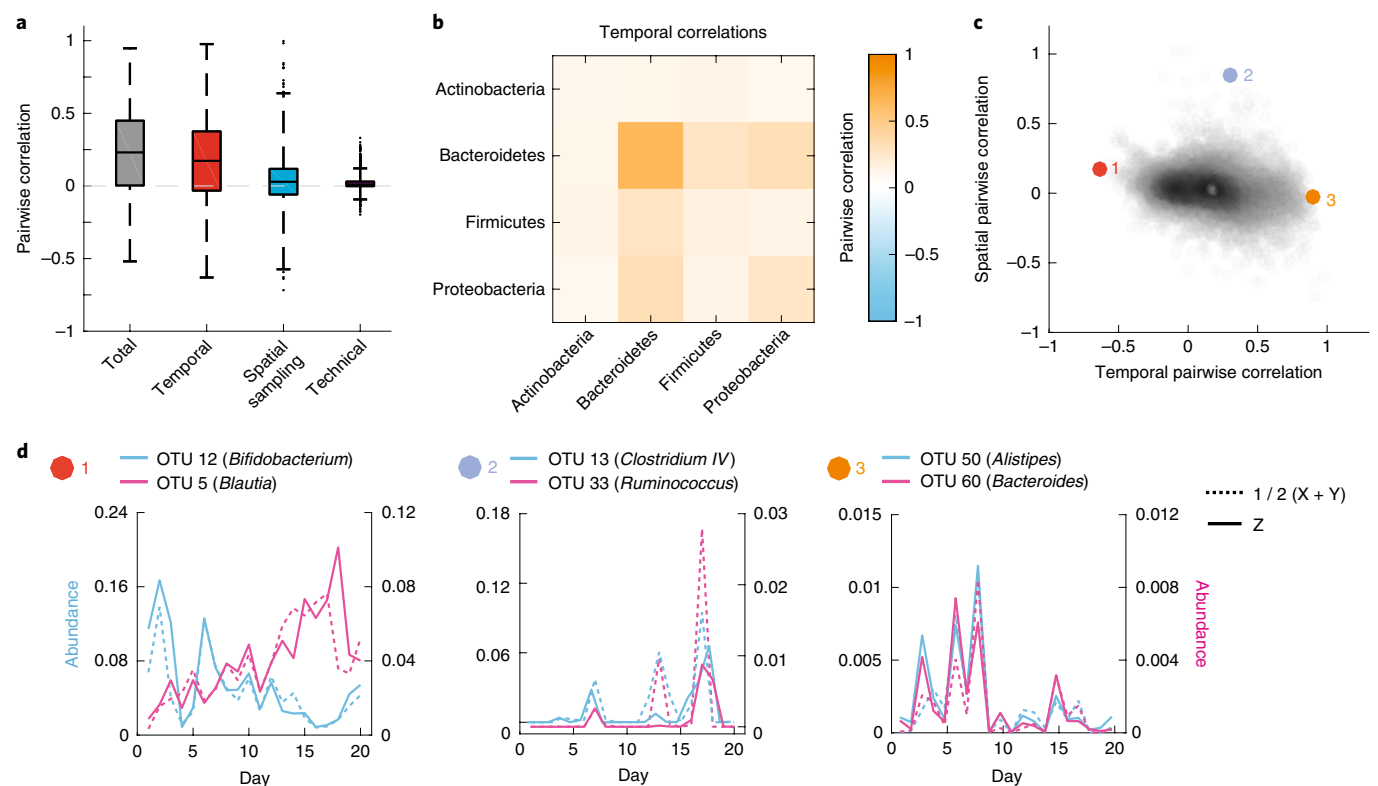 a
Pairwise correlation
1
0.5
0
−0.5
−1
Total
Temporal
Spatial
sampling
Technical
b
Temporal correlations
Actinobacteria
Bacteroidetes
Firmicutes
Proteobacteria
Actinobacteria
Bacteroidetes
Firmicutes
Proteobacteria
Pairwise correlation
1
0.5
0
−0.5
−1
c
Spatial pairwise correlation
1
0.5
0
−0.5
−1
−1
−0.5
0
0.5
1
Temporal pairwise correlation
1
2
3
d
1
OTU 12 (Bifidobacterium)
OTU 5 (Blautia)
Abundance
0.24
0.16
0.08
0
0.12
0.08
0.04
0
0
5
10
15
20
Day
2
OTU 13 (Clostridium IV)
OTU 33 (Ruminococcus)
0.18
0.12
0.06
0
0.03
0.02
0.01
0
0
5
10
15
20
Day
3
OTU 50 (Alistipes)
OTU 60 (Bacteroides)
0.015
0.010
0.005
0
0.012
0.008
0.004
0
0
5
10
15
20
Day
Abundance
1 / 2 (X + Y)
Z